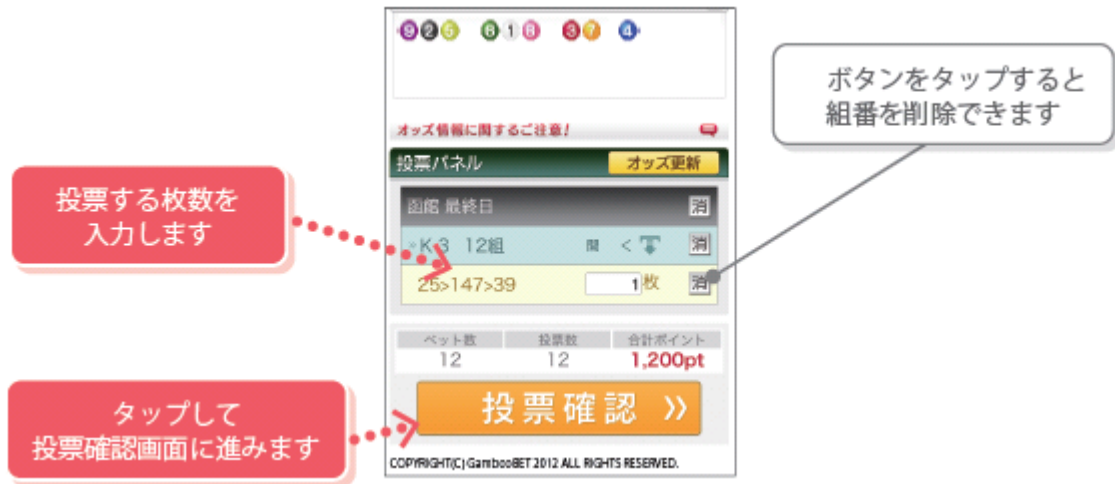 925 618 37 4
オッズ情報に関するご注意!
投票パネル オッズ更新
函館 最終日 消
K-3 12組 開 < 消
25>147>39 1枚 消
ベット数 投票数 合計ポイント
12 12 1,200pt
投票確認 »
COPYRIGHT(C) GambooBET 2012 ALL RIGHTS RESERVED.
投票する枚数を
入力します
タップして
投票確認画面に進みます
ボタンをタップすると
組番を削除できます